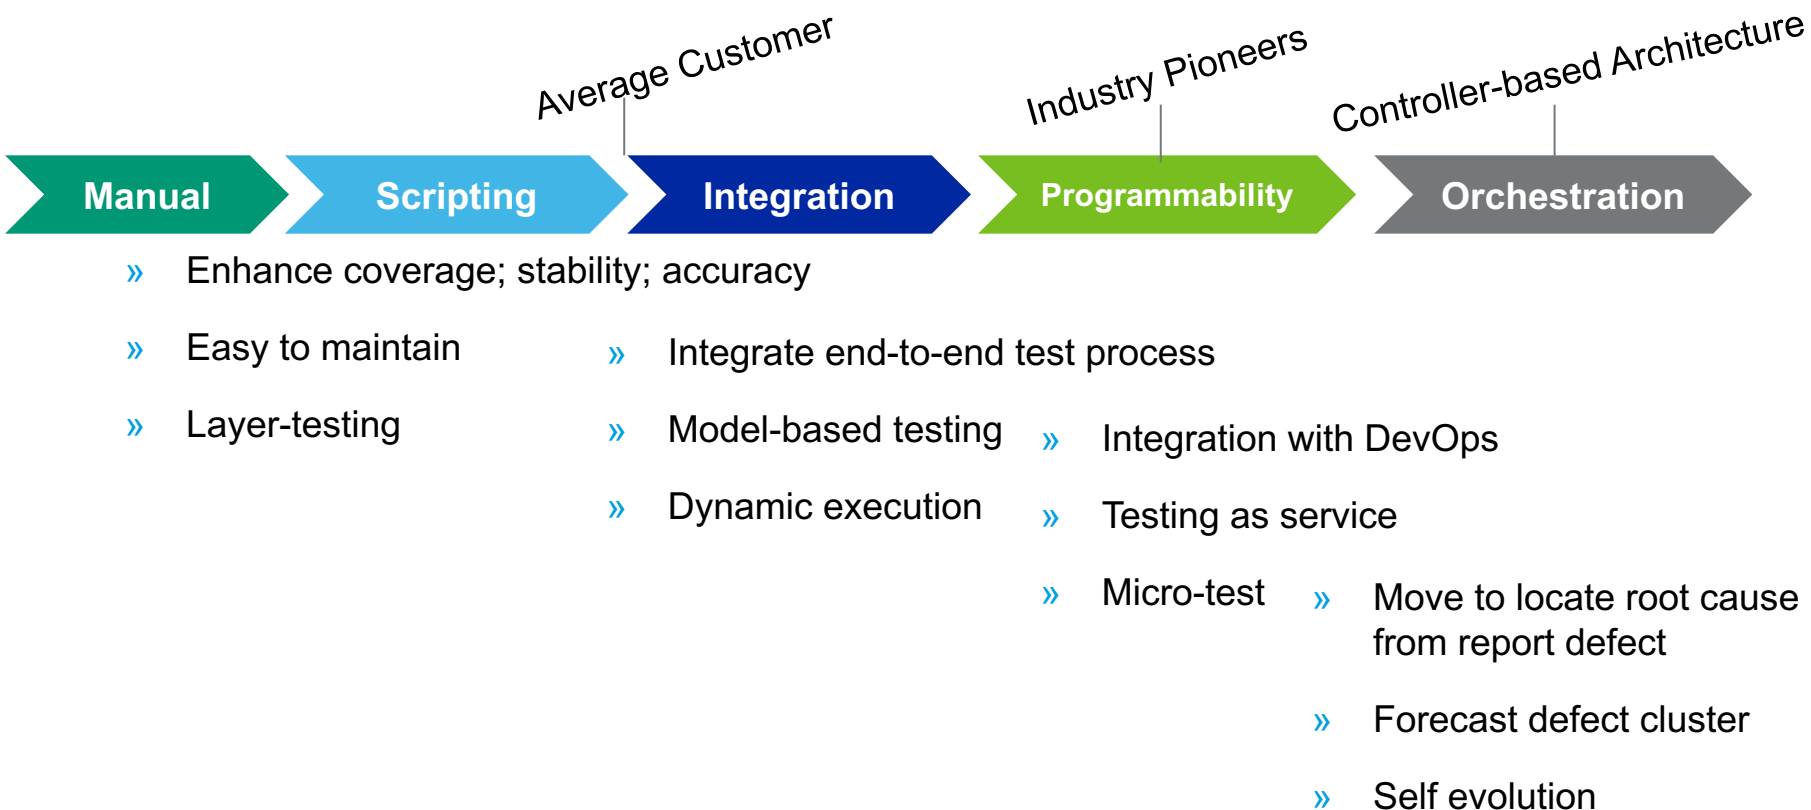 Average Customer
Industry Pioneers
Controller-based Architecture
Manual
Scripting
Integration
Programmability
Orchestration
» Enhance coverage; stability; accuracy
» Easy to maintain
» Layer-testing
» Integrate end-to-end test process
» Model-based testing
» Dynamic execution
» Integration with DevOps
» Testing as service
» Micro-test
» Move to locate root cause
from report defect
» Forecast defect cluster
» Self evolution